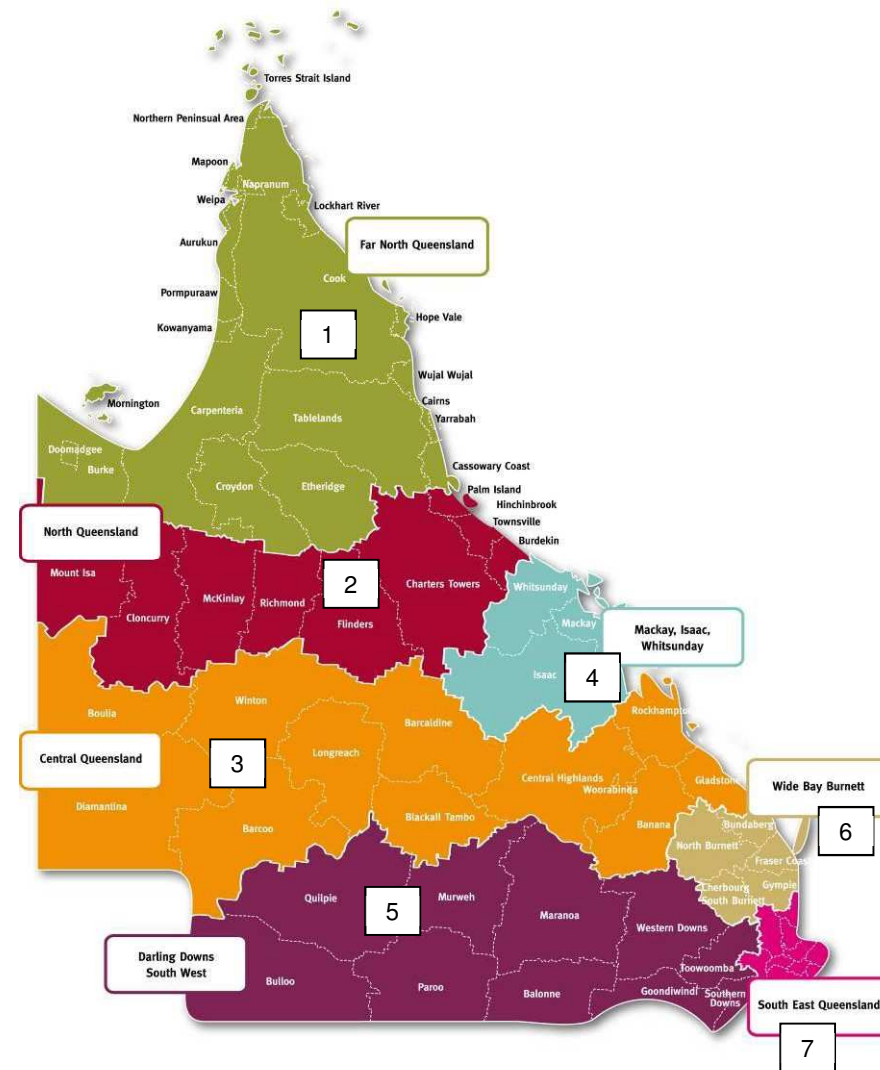 Torres Strait Island
Northern Peninsual Area
Mapoon
Napranum
Weipa
Lockhart River
Aurukun
Far North Queensland
Cook
Pormpuraaw
Hope Vale
Kowanyama
1
Wujal Wujal
Mornington
Cairns
Carpenteria
Tablelands
Yarrabah
Doomadgee
Burke
Cassowary Coast
Croydon
Etheridge
Palm Island
Hinchinbrook
North Queensland
Townsville
Burdekin
Mount Isa
2
Charters Towers
Whitsunday
McKinlay
Richmond
Cloncurry
Flinders
Mackay
Mackay, Isaac,
Whitsunday
Isaac
4
Winton
Boulia
Barcaldine
Rockhampton
Central Queensland
3
Longreach
Central Highlands
Gladstone
Woorabinda
Wide Bay Burnett
Diamantina
Blackall Tambo
Barcoo
Banana
Bundaberg
6
North Burnett
Fraser Coast
Cherbourg
Gympie
South Burnett
Quilpie
5
Murweh
Maranoa
Western Downs
Darling Downs
South West
Toowoomba
Bulloo
Paroo
Balonne
Goondiwindi
Southern
Downs
South East Queensland
7